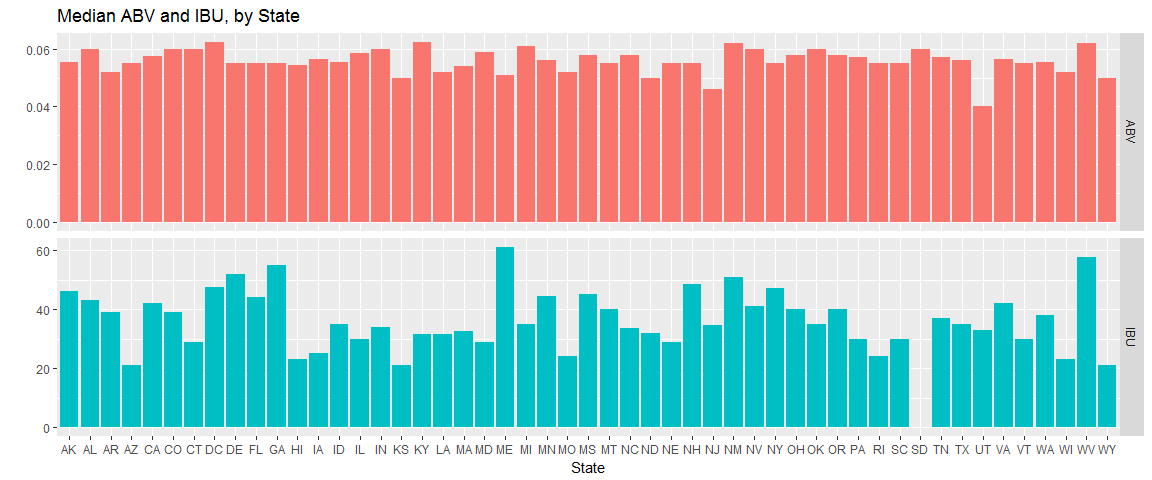 Median ABV and IBU, by State
0.06
0.04
0.02
0.00
ABV
60
40
20
0
IBU
AK AL AR AZ CA CO CT DC DE FL GA HI IA ID IL IN KS KY LA MA MD ME MI MN MO MS MT NC ND NE NH NJ NM NV NY OH OK OR PA RI SC SD TN TX UT VA VT WA WI WV WY
State